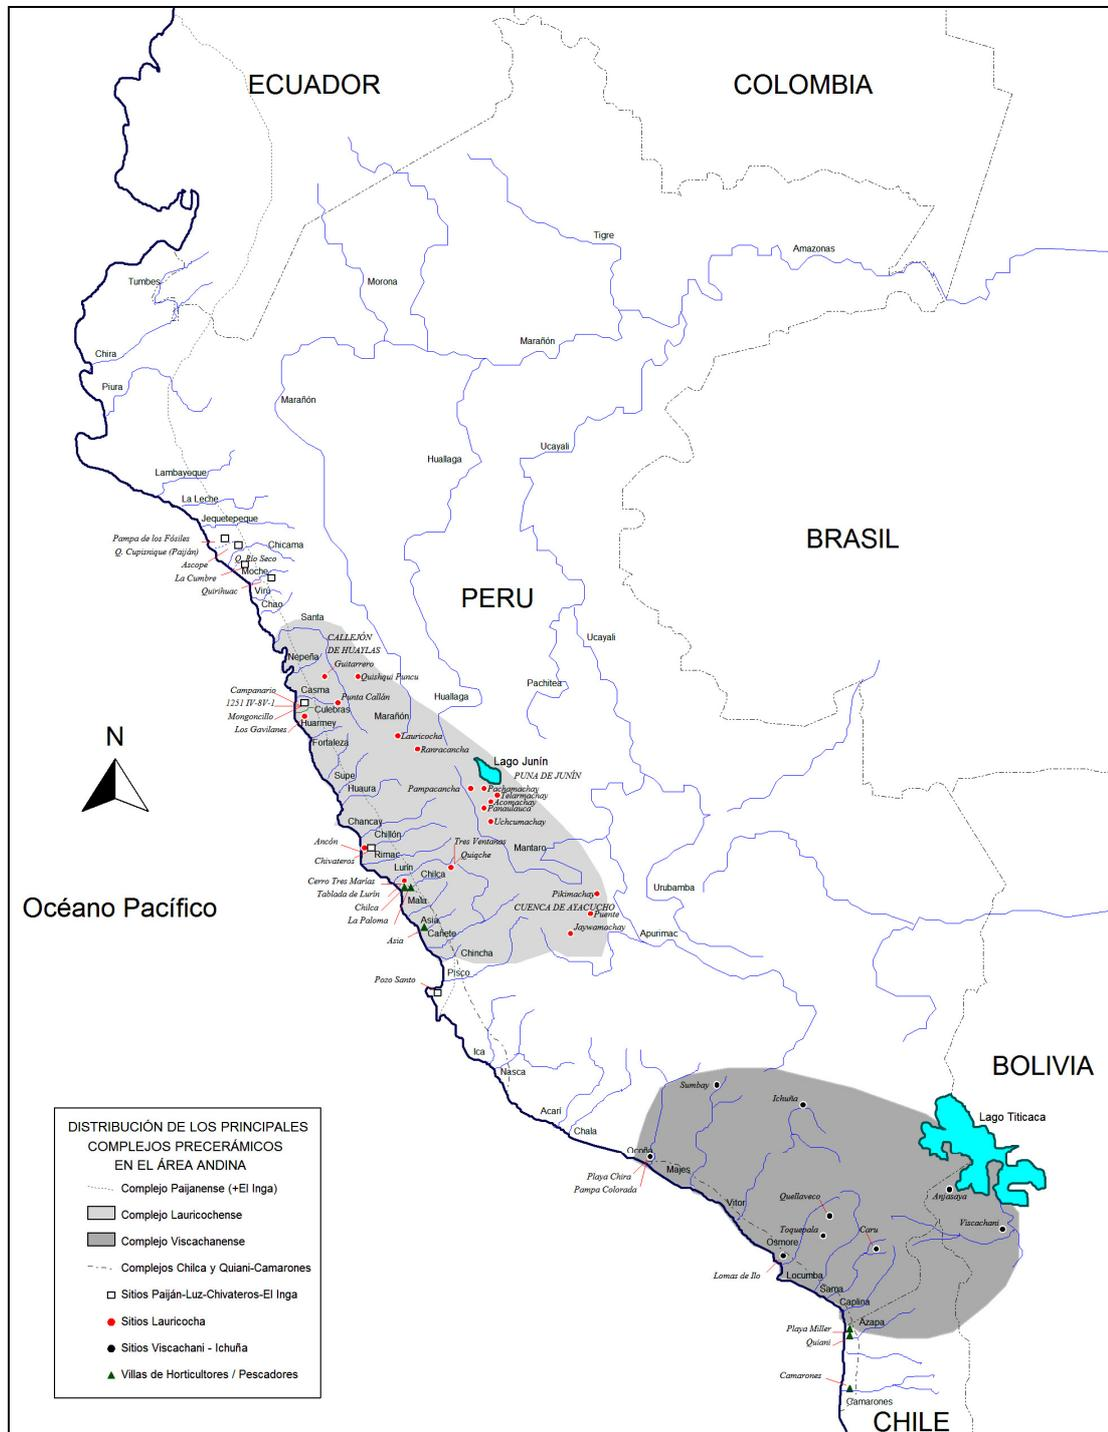 ECUADOR
COLOMBIA
Tigre
Amazonas
Tumbes
Morona
Marañón
Chira
Piura
Marañón
Ucayali
Huallaga
Lambayeque
La Leche
Jequetepeque
BRASIL
Pampa de los Fósiles
Chicama
Q. Cupisnique (Paiján)
Ascope
Q. Río Seco
Moche
La Cumbre
Quirihuac
Virú
Chao
PERU
Santa
Ucayali
CALLEJÓN
DE HUAYLAS
Nepeña
Guitarrero
Quishqui Puncu
Pachitea
Campanario
Casma
Punta Callán
Huallaga
1251 IV-8V-1
Culebras
Mongoncillo
Huarmey
Marañón
Los Gavilanes
N
Lauricocha
Fortaleza
Ranracancha
Lago Junín
PUNA DE JUNÍN
Supe
Huaura
Pampacancha
Pachamachay
Telarmachay
Acomachay
Panaulauca
Chancay
Uchcumachay
Chillón
Ancón
Tres Ventanas
Mantaro
Chivateros
Rimac
Quiqche
Lurín
Chilca
Cerro Tres Marías
Tablada de Lurín
Urubamba
Pikimachay
Chilca
Mala
Océano Pacífico
CUENCA DE AYACUCHO
Puente
La Paloma
Asia
Jaywamachay
Apurimac
Asia
Cañete
Chincha
Pisco
Pozo Santo
Ica
Nasca
BOLIVIA
Sumbay
Ichuña
Acarí
Lago Titicaca
Chala
Ocoña
Playa Chira
Majes
Pampa Colorada
Anjasaya
Vitor
Quellaveco
Viscachani
Toquepala
Caru
Osmore
Lomas de Ilo
Locumba
Sama
Caplina
Azapa
Playa Miller
Quiani
Camarones
Camarones
CHILE
DISTRIBUCIÓN DE LOS PRINCIPALES
COMPLEJOS PRECERÁMICOS
EN EL ÁREA ANDINA
Complejo Paijanense (+El Inga)
Complejo Lauricochense
Complejo Viscachanense
Complejos Chilca y Quiani-Camarones
Sitios Paiján-Luz-Chivateros-El Inga
Sitios Lauricocha
Sitios Viscachani - Ichuña
Villas de Horticultores / Pescadores